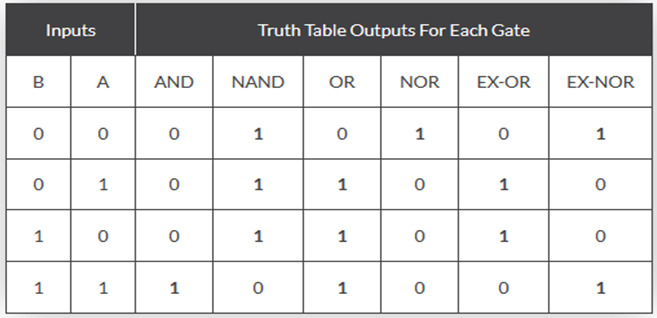 Inputs Truth Table Outputs For Each Gate
B A AND NAND OR NOR EX-OR EX-NOR
0 0 0 1 0 1 0 1
0 1 0 1 1 0 1 0
1 0 0 1 1 0 1 0
1 1 1 0 1 0 0 1